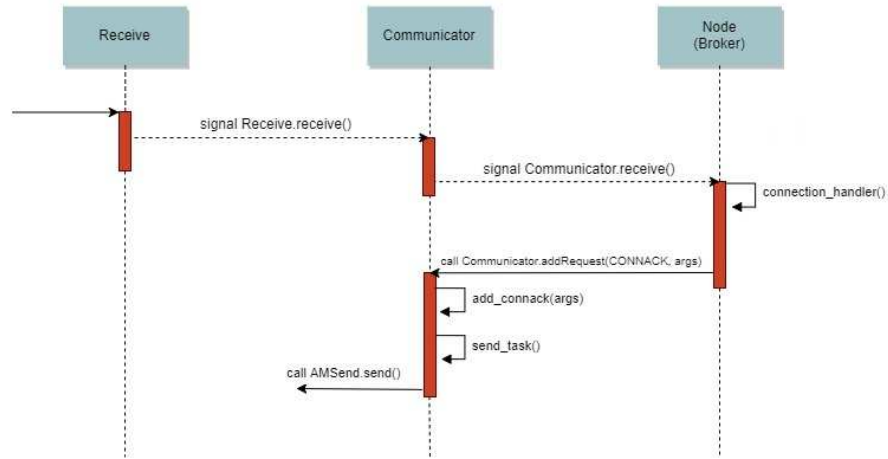 Receive
Communicator
Node
(Broker)
signal Receive.receive()
signal Communicator.receive()
connection_handler()
call Communicator.addRequest(CONNACK, args)
add_connack(args)
send_task()
call AMSend.send()